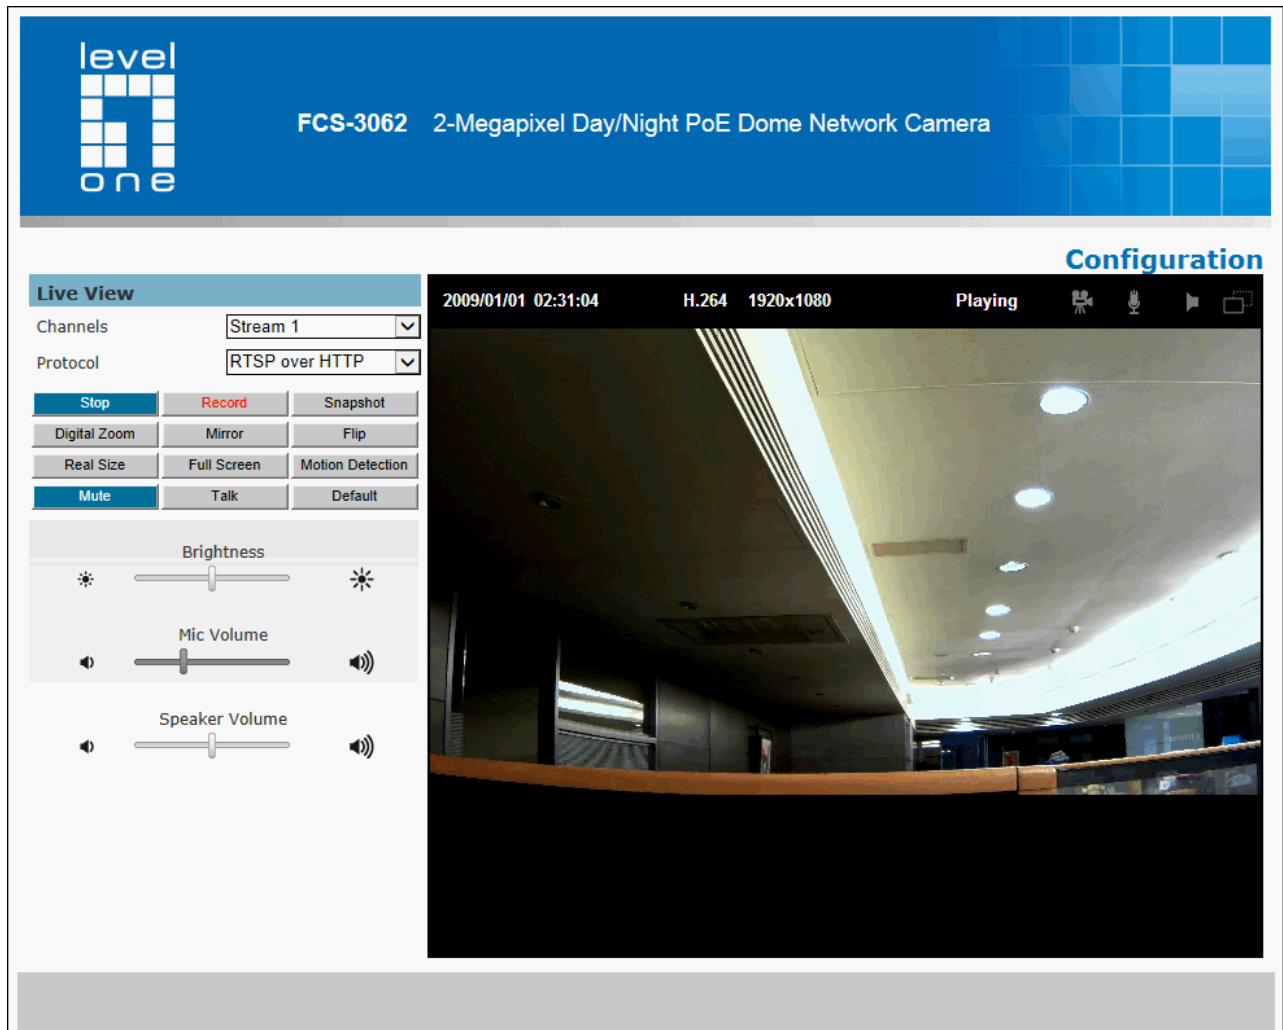 level
one
FCS-3062 2-Megapixel Day/Night PoE Dome Network Camera
Configuration
Live View
Channels Stream 1
Protocol RTSP over HTTP
Stop Record Snapshot
Digital Zoom Mirror Flip
Real Size Full Screen Motion Detection
Mute Talk Default
Brightness
Mic Volume
Speaker Volume
2009/01/01 02:31:04 H.264 1920x1080 Playing